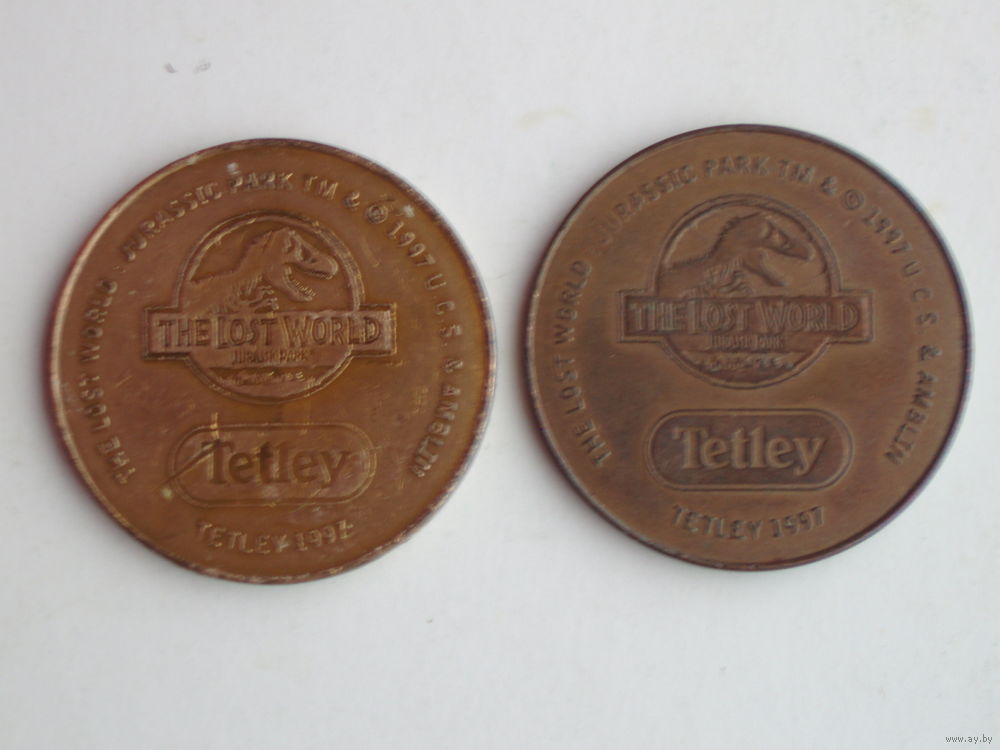 THE LOST WORLD : JURASSIC PARK TM & © 1997 U C S & AMBLIN
THE LOST WORLD
JURASSIC PARK
Tetley
TETLEY 1997
THE LOST WORLD : JURASSIC PARK TM & © 1997 U C S & AMBLIN
THE LOST WORLD
JURASSIC PARK
Tetley
TETLEY 1997
www.ay.by